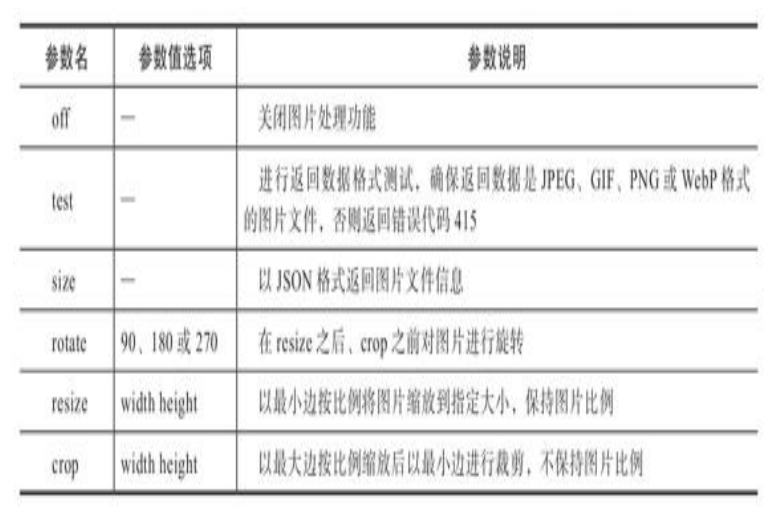 参数名 参数值选项 参数说明
off — 关闭图片处理功能
test — 进行返回数据格式测试，确保返回数据是 JPEG、GIF、PNG 或 WebP 格式
的图片文件，否则返回错误代码 415
size — 以 JSON 格式返回图片文件信息
rotate 90、180 或 270 在 resize 之后、crop 之前对图片进行旋转
resize width height 以最小边按比例将图片缩放到指定大小，保持图片比例
crop width height 以最大边按比例缩放后以最小边进行裁剪，不保持图片比例